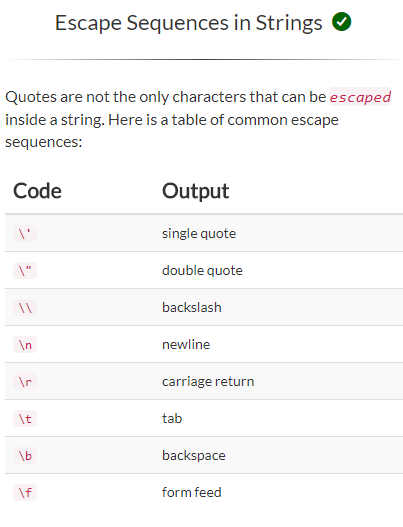 Escape Sequences in Strings
Quotes are not the only characters that can be escaped
inside a string. Here is a table of common escape
sequences:
Code Output
\' single quote
\" double quote
\\ backslash
\n newline
\r carriage return
\t tab
\b backspace
\f form feed